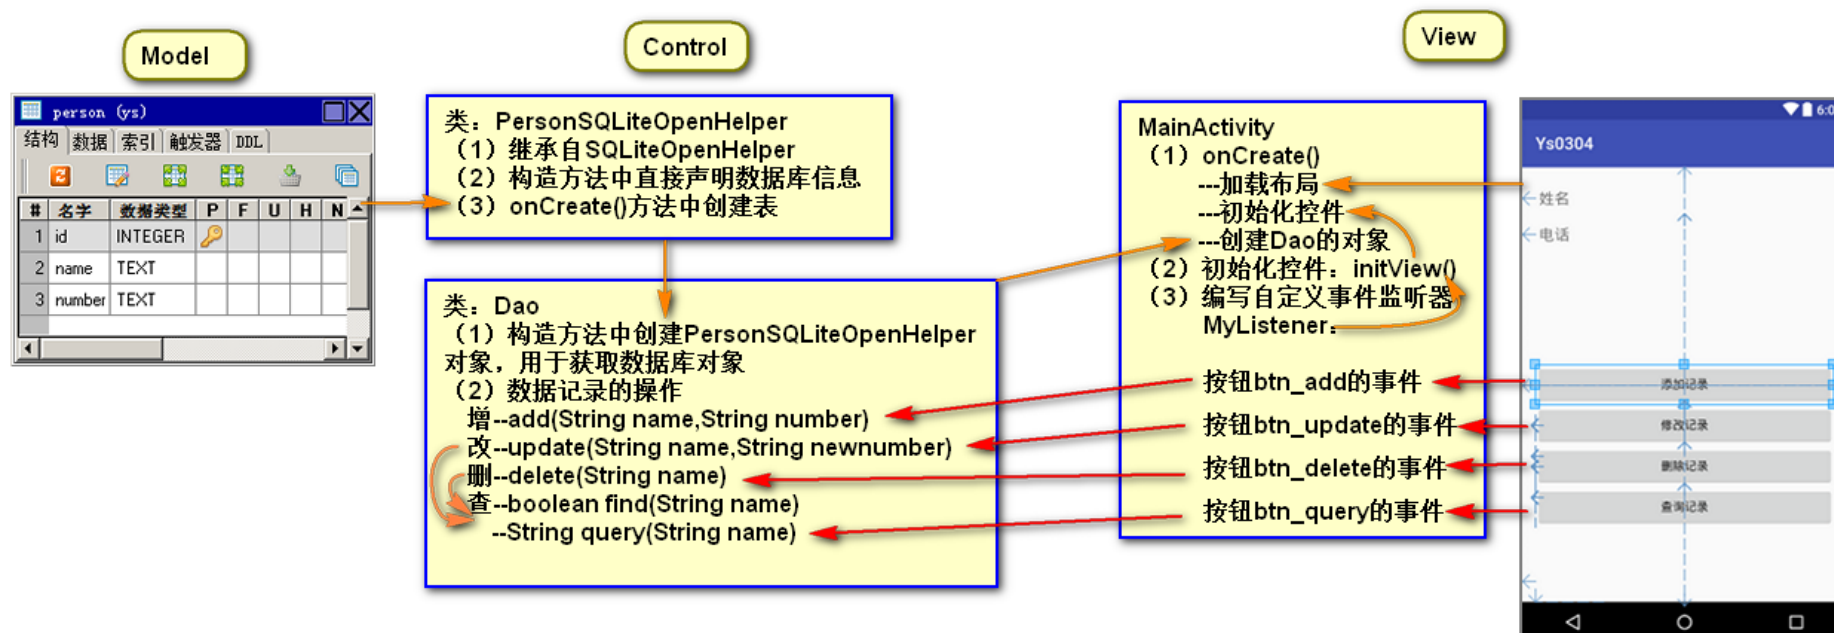 Model
Control
View
person (ys)
结构 数据 索引 触发器 DDL
# 名字 数据类型 P F U H N
1 id INTEGER
2 name TEXT
3 number TEXT
类：PersonSQLiteOpenHelper
（1）继承自SQLiteOpenHelper
（2）构造方法中直接声明数据库信息
（3）onCreate()方法中创建表
类：Dao
（1）构造方法中创建PersonSQLiteOpenHelper
对象，用于获取数据库对象
（2）数据记录的操作
增--add(String name,String number)
改--update(String name,String newnumber)
删--delete(String name)
查--boolean find(String name)
--String query(String name)
MainActivity
（1）onCreate()
---加载布局
---初始化控件
---创建Dao的对象
（2）初始化控件：initView()
（3）编写自定义事件监听器
MyListener：
按钮btn_add的事件
按钮btn_update的事件
按钮btn_delete的事件
按钮btn_query的事件
6:0
Ys0304
姓名
电话
添加记录
修改记录
删除记录
查询记录